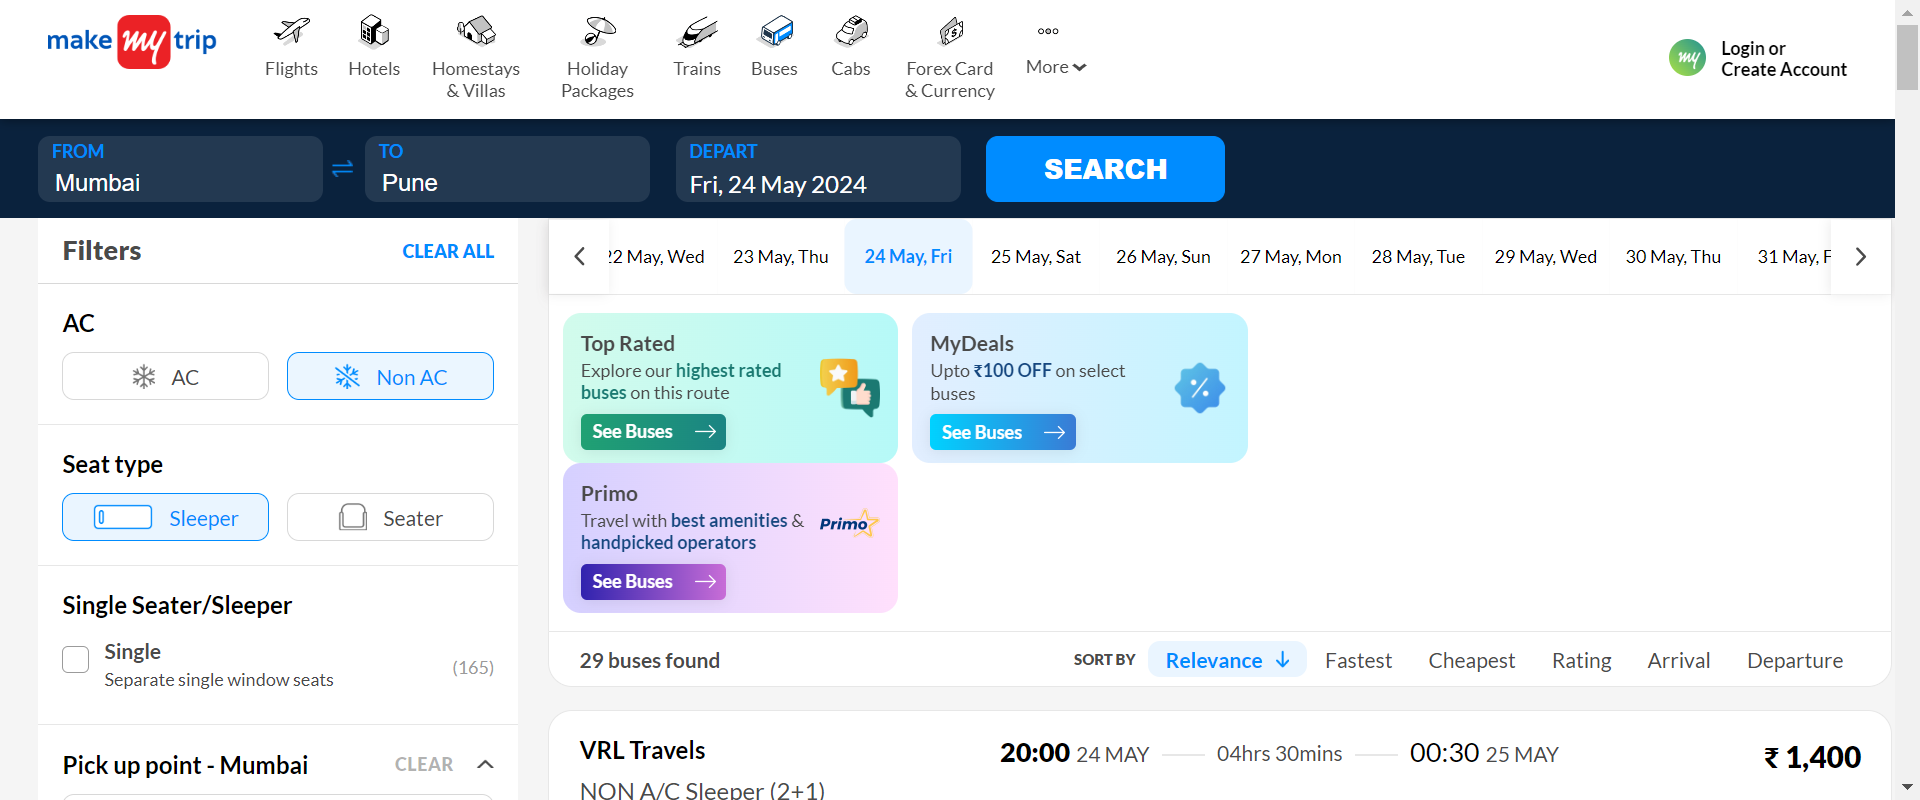 make my trip
Flights
Hotels
Homestays
& Villas
Holiday
Packages
Trains
Buses
Cabs
Forex Card
& Currency
More
my
Login or
Create Account
FROM
Mumbai
TO
Pune
DEPART
Fri, 24 May 2024
SEARCH
Filters
CLEAR ALL
AC
AC
Non AC
Seat type
Sleeper
Seater
Single Seater/Sleeper
Single
Separate single window seats
(165)
Pick up point - Mumbai
CLEAR
22 May, Wed
23 May, Thu
24 May, Fri
25 May, Sat
26 May, Sun
27 May, Mon
28 May, Tue
29 May, Wed
30 May, Thu
31 May, F
Top Rated
Explore our highest rated
buses on this route
See Buses
MyDeals
Upto ₹100 OFF on select
buses
See Buses
Primo
Travel with best amenities &
handpicked operators
Primo
See Buses
29 buses found
SORT BY
Relevance
Fastest
Cheapest
Rating
Arrival
Departure
VRL Travels
NON A/C Sleeper (2+1)
20:00 24 MAY
04hrs 30mins
00:30 25 MAY
₹ 1,400